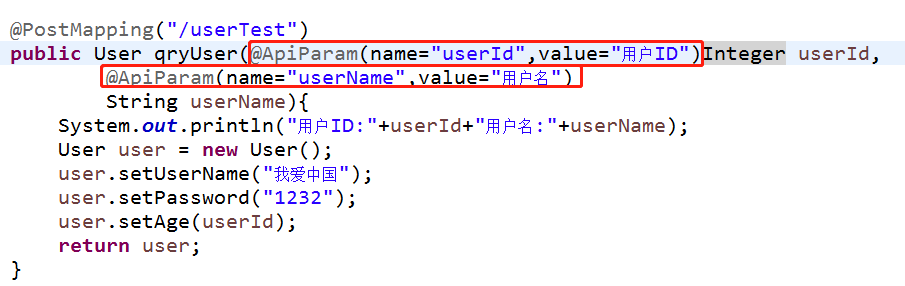 @PostMapping("/userTest")
public User qryUser(@ApiParam(name="userId",value="用户ID")Integer userId,
@ApiParam(name="userName",value="用户名")
String userName){
System.out.println("用户ID:"+userId+"用户名:"+userName);
User user = new User();
user.setUserName("我爱中国");
user.setPassword("1232");
user.setAge(userId);
return user;
}